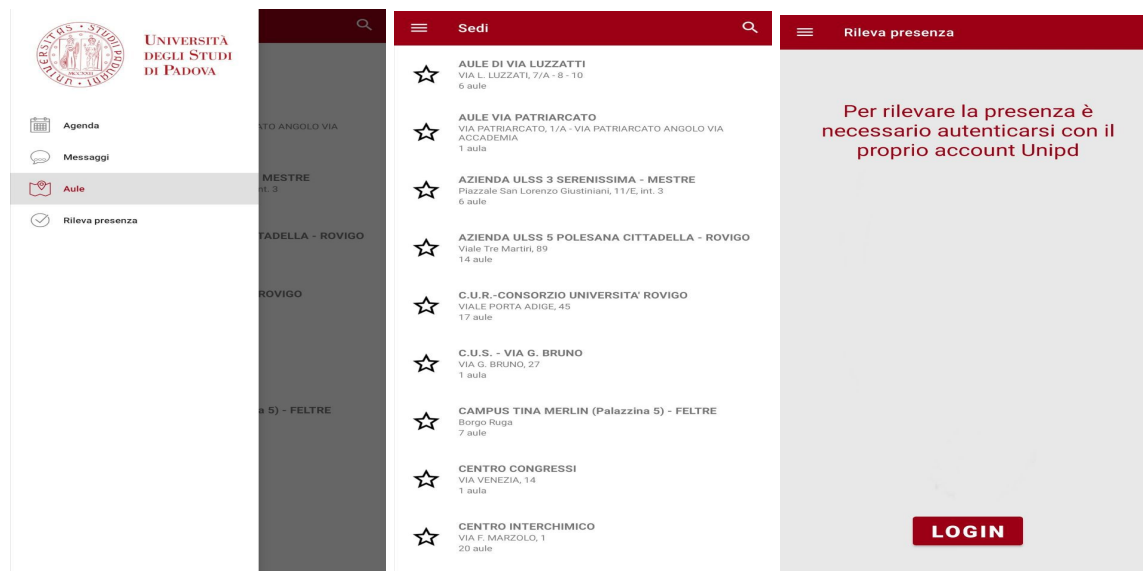 UNIVERSITÀ
DEGLI STUDI
DI PADOVA
Agenda
Messaggi
Aule
Rileva presenza
ATO ANGOLO VIA
MESTRE
nt. 3
TADELLA - ROVIGO
ROVIGO
a 5) - FELTRE
Sedi
AULE DI VIA LUZZATTI
VIA L. LUZZATI, 7/A - 8 - 10
6 aule
AULE VIA PATRIARCATO
VIA PATRIARCATO, 1/A - VIA PATRIARCATO ANGOLO VIA
ACCADEMIA
1 aula
AZIENDA ULSS 3 SERENISSIMA - MESTRE
Piazzale San Lorenzo Giustiniani, 11/E, int. 3
6 aule
AZIENDA ULSS 5 POLESANA CITTADELLA - ROVIGO
Viale Tre Martiri, 89
14 aule
C.U.R.-CONSORZIO UNIVERSITA' ROVIGO
VIALE PORTA ADIGE, 45
17 aule
C.U.S. - VIA G. BRUNO
VIA G. BRUNO, 27
1 aula
CAMPUS TINA MERLIN (Palazzina 5) - FELTRE
Borgo Ruga
7 aule
CENTRO CONGRESSI
VIA VENEZIA, 14
1 aula
CENTRO INTERCHIMICO
VIA F. MARZOLO, 1
20 aule
Rileva presenza
Per rilevare la presenza è
necessario autenticarsi con il
proprio account Unipd
LOGIN